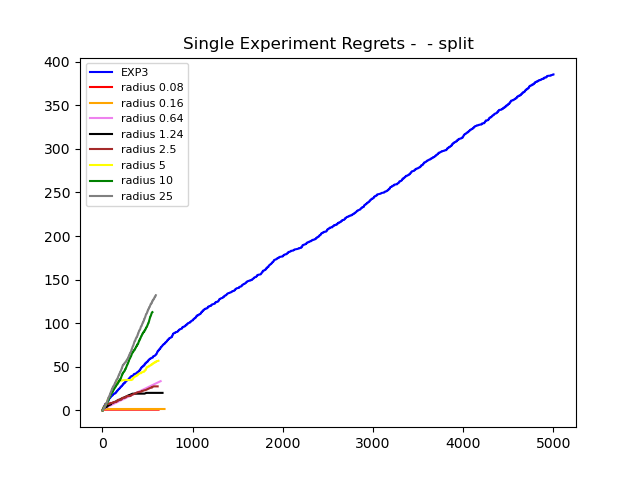 Single Experiment Regrets -  - split
400
350
300
250
200
150
100
50
0
EXP3
radius 0.08
radius 0.16
radius 0.64
radius 1.24
radius 2.5
radius 5
radius 10
radius 25
0 1000 2000 3000 4000 5000